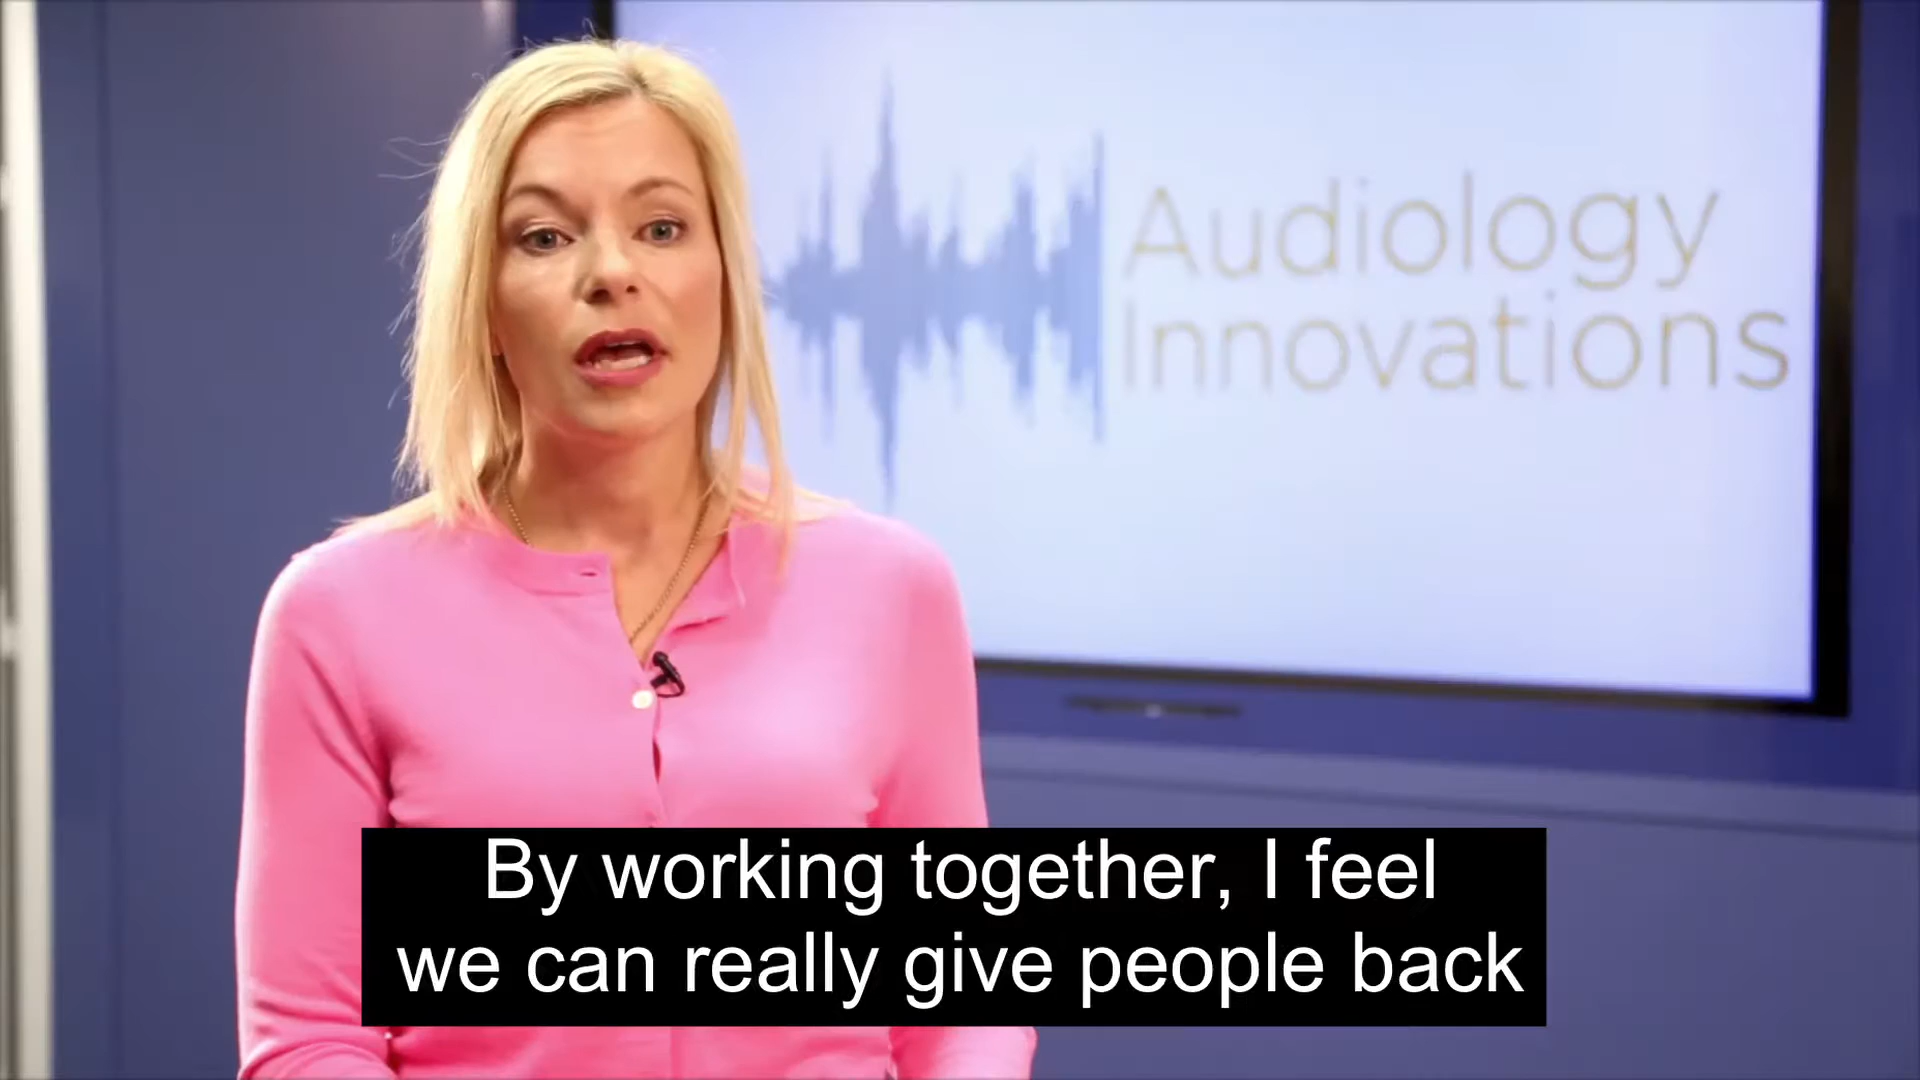 Audiology
Innovations
By working together, I feel
we can really give people back